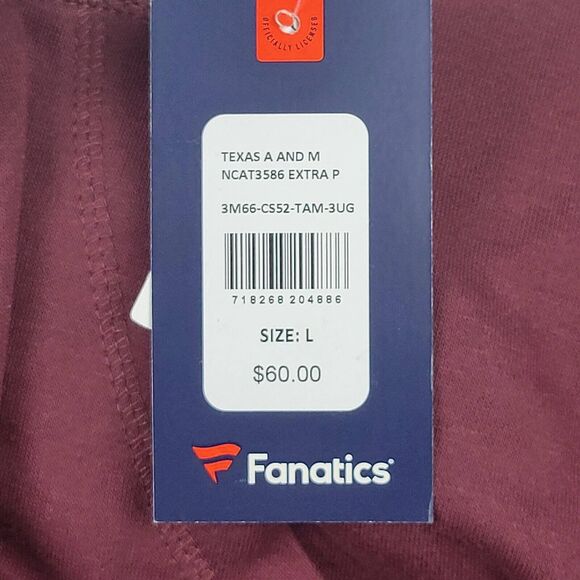 OFFICIALLY LICENSED
TEXAS A AND M
NCAT3586 EXTRA P
3M66-CS52-TAM-3UG
718268 204886
SIZE: L
$60.00
Fanatics